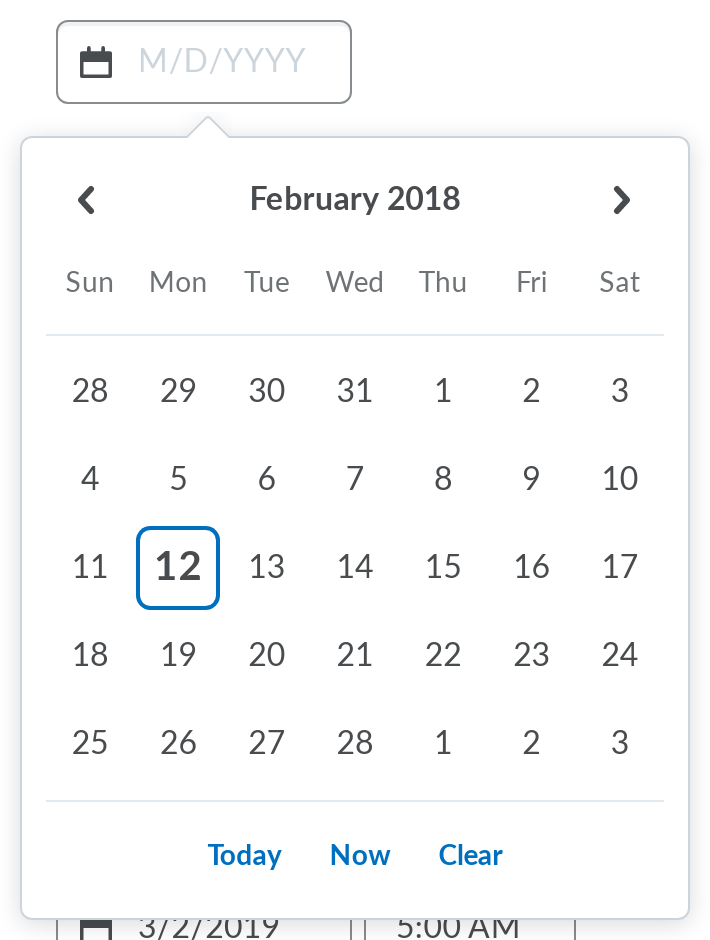 M/D/YYYY
February 2018
Sun Mon Tue Wed Thu Fri Sat
28 29 30 31 1 2 3
4 5 6 7 8 9 10
11 12 13 14 15 16 17
18 19 20 21 22 23 24
25 26 27 28 1 2 3
Today Now Clear
3/2/2019 5:00 AM